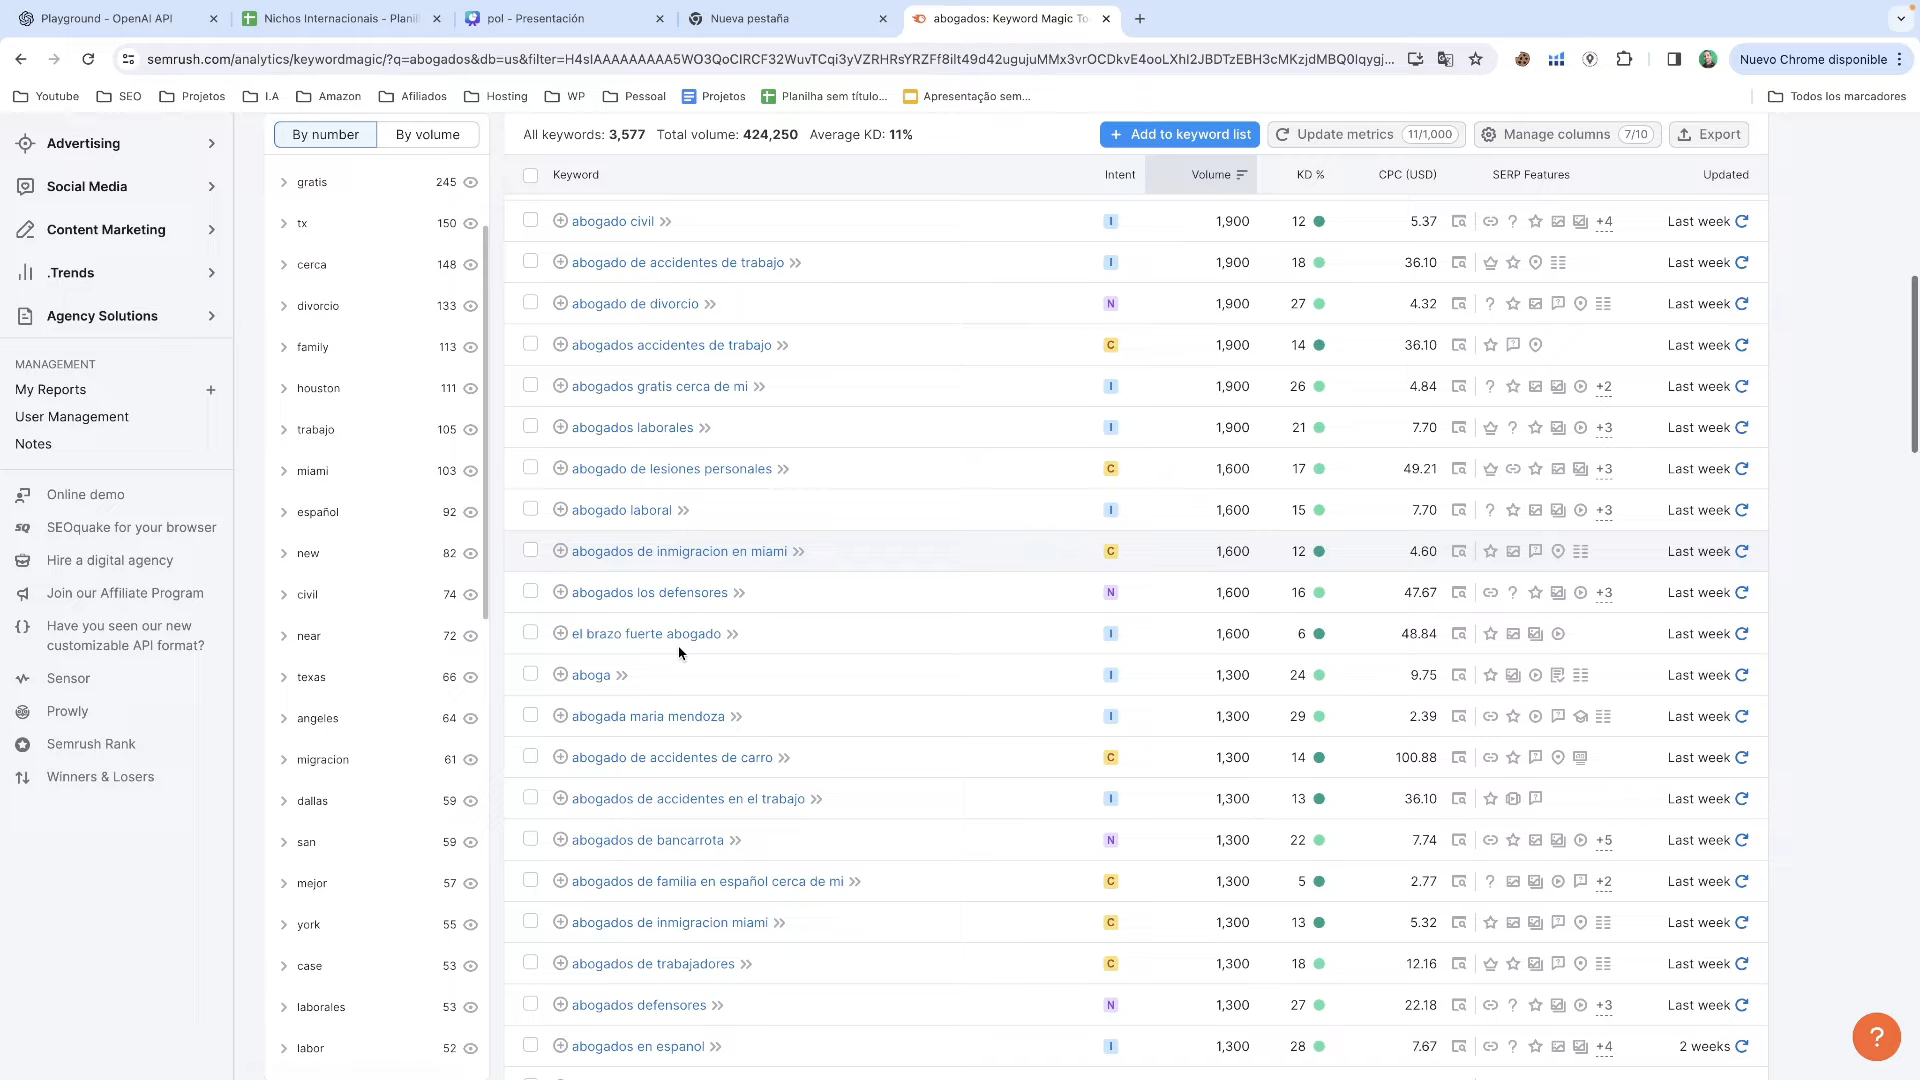 Playground - OpenAI API
Nichos Internacionais - Planil
pol - Presentación
Nueva pestaña
abogados: Keyword Magic To
semrush.com/analytics/keywordmagic/?q=abogados&db=us&filter=
Nuevo Chrome disponible
Youtube
SEO
Projetos
I.A
Amazon
Afiliados
Hosting
WP
Pessoal
Projetos
Planilha sem título...
Apresentação sem...
Todos los marcadores
Advertising
Social Media
Content Marketing
.Trends
Agency Solutions
MANAGEMENT
My Reports +
User Management
Notes
Online demo
SEOquake for your browser
Hire a digital agency
Join our Affiliate Program
Have you seen our new
customizable API format?
Sensor
Prowly
Semrush Rank
Winners & Losers
By number By volume
gratis 245
tx 150
cerca 148
divorcio 133
family 113
houston 111
trabajo 105
miami 103
español 92
new 82
civil 74
near 72
texas 66
angeles 64
migracion 61
dallas 59
san 59
mejor 57
york 55
case 53
laborales 53
labor 52
All keywords: 3,577 Total volume: 424,250 Average KD: 11%
+ Add to keyword list
Update metrics 11/1,000
Manage columns 7/10
Export
Keyword Intent Volume KD % CPC (USD) SERP Features Updated
abogado civil I 1,900 12 5.37 +4 Last week
abogado de accidentes de trabajo I 1,900 18 36.10 Last week
abogado de divorcio N 1,900 27 4.32 Last week
abogados accidentes de trabajo C 1,900 14 36.10 Last week
abogados gratis cerca de mi I 1,900 26 4.84 +2 Last week
abogados laborales I 1,900 21 7.70 +3 Last week
abogado de lesiones personales C 1,600 17 49.21 +3 Last week
abogado laboral I 1,600 15 7.70 +3 Last week
abogados de inmigracion en miami C 1,600 12 4.60 Last week
abogados los defensores N 1,600 16 47.67 +3 Last week
el brazo fuerte abogado I 1,600 6 48.84 Last week
aboga I 1,300 24 9.75 Last week
abogada maria mendoza I 1,300 29 2.39 Last week
abogado de accidentes de carro C 1,300 14 100.88 Last week
abogados de accidentes en el trabajo I 1,300 13 36.10 Last week
abogados de bancarrota N 1,300 22 7.74 +5 Last week
abogados de familia en español cerca de mi C 1,300 5 2.77 +2 Last week
abogados de inmigracion miami C 1,300 13 5.32 Last week
abogados de trabajadores C 1,300 18 12.16 Last week
abogados defensores N 1,300 27 22.18 +3 Last week
abogados en espanol I 1,300 28 7.67 +4 2 weeks
?